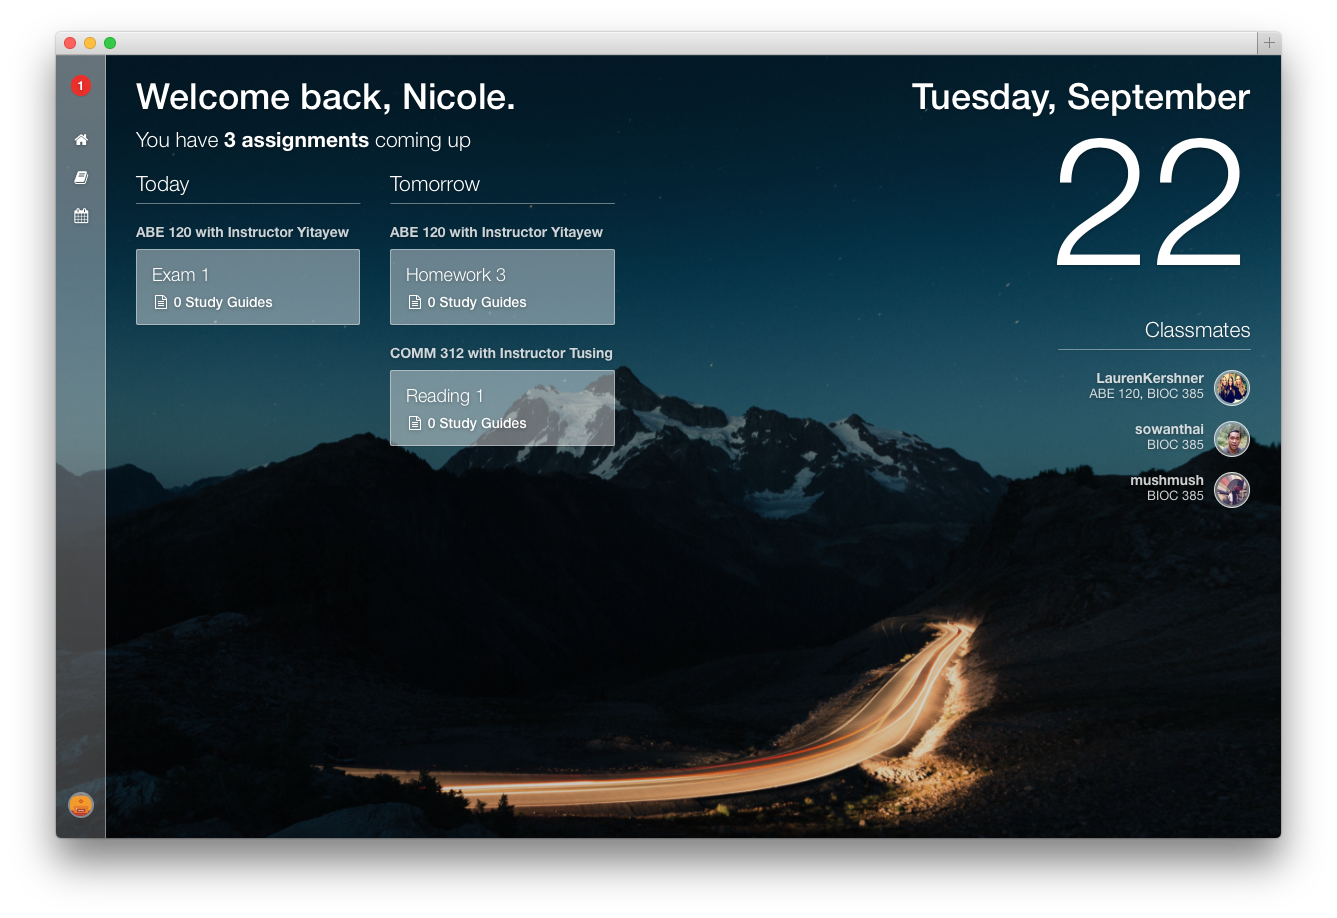 1
Welcome back, Nicole.
You have 3 assignments coming up
Today
ABE 120 with Instructor Yitayew
Exam 1
0 Study Guides
Tomorrow
ABE 120 with Instructor Yitayew
Homework 3
0 Study Guides
COMM 312 with Instructor Tusing
Reading 1
0 Study Guides
Tuesday, September
22
Classmates
LaurenKershner
ABE 120, BIOC 385
sowanthai
BIOC 385
mushmush
BIOC 385